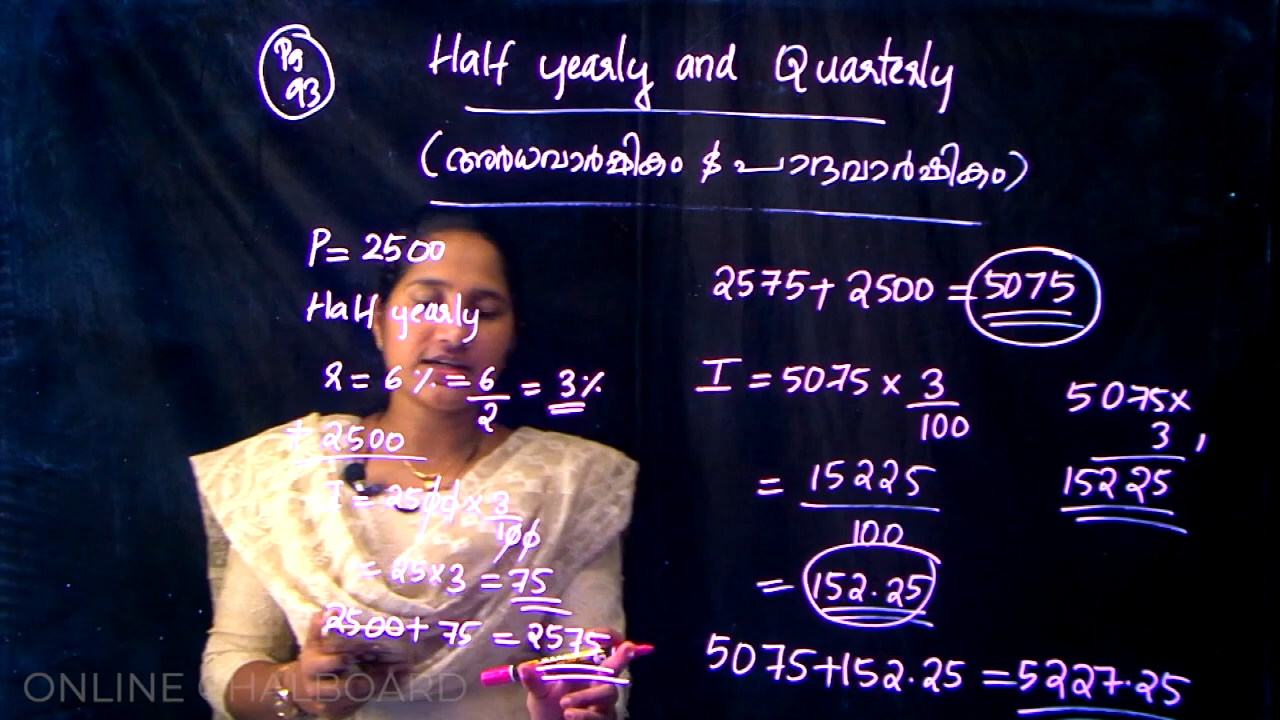 Pg 93
Half yearly and Quarterly
(അർധവാർഷികം & പാദവാർഷികം)
P= 2500
Half yearly
r = 6 % = 6/2 = 3%
+ 2500
I = 2500 × 3/100
= 25×3 = 75
2500+ 75 = 2575
2575+ 2500 = 5075
I = 5075 × 3/100
= 15225/100
= 152.25
5075+152.25 = 5227.25
5075×
3
15225
ONLINE CHALBOARD